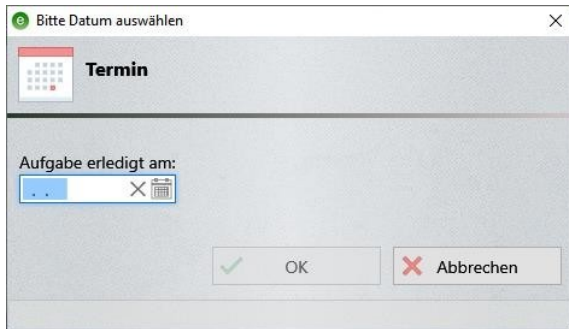 e Bitte Datum auswählen
Termin
Aufgabe erledigt am:
. .
OK
Abbrechen